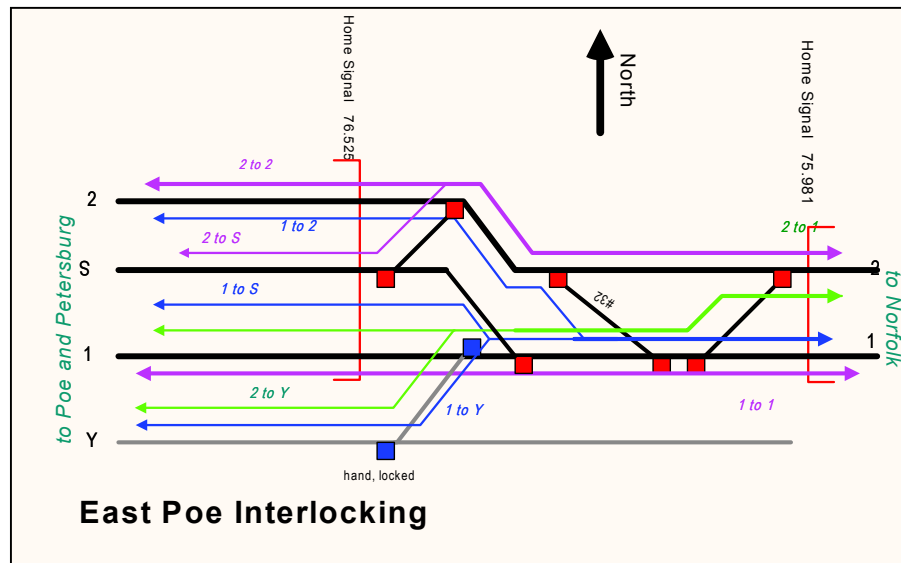 Home Signal 76.525
North
Home Signal 75.981
2 to 2
2
1 to 2
2 to 1
2 to S
S
2
1 to S
#32
1
1
to Poe and Petersburg
to Norfolk
2 to Y
1 to Y
1 to 1
Y
hand, locked
East Poe Interlocking